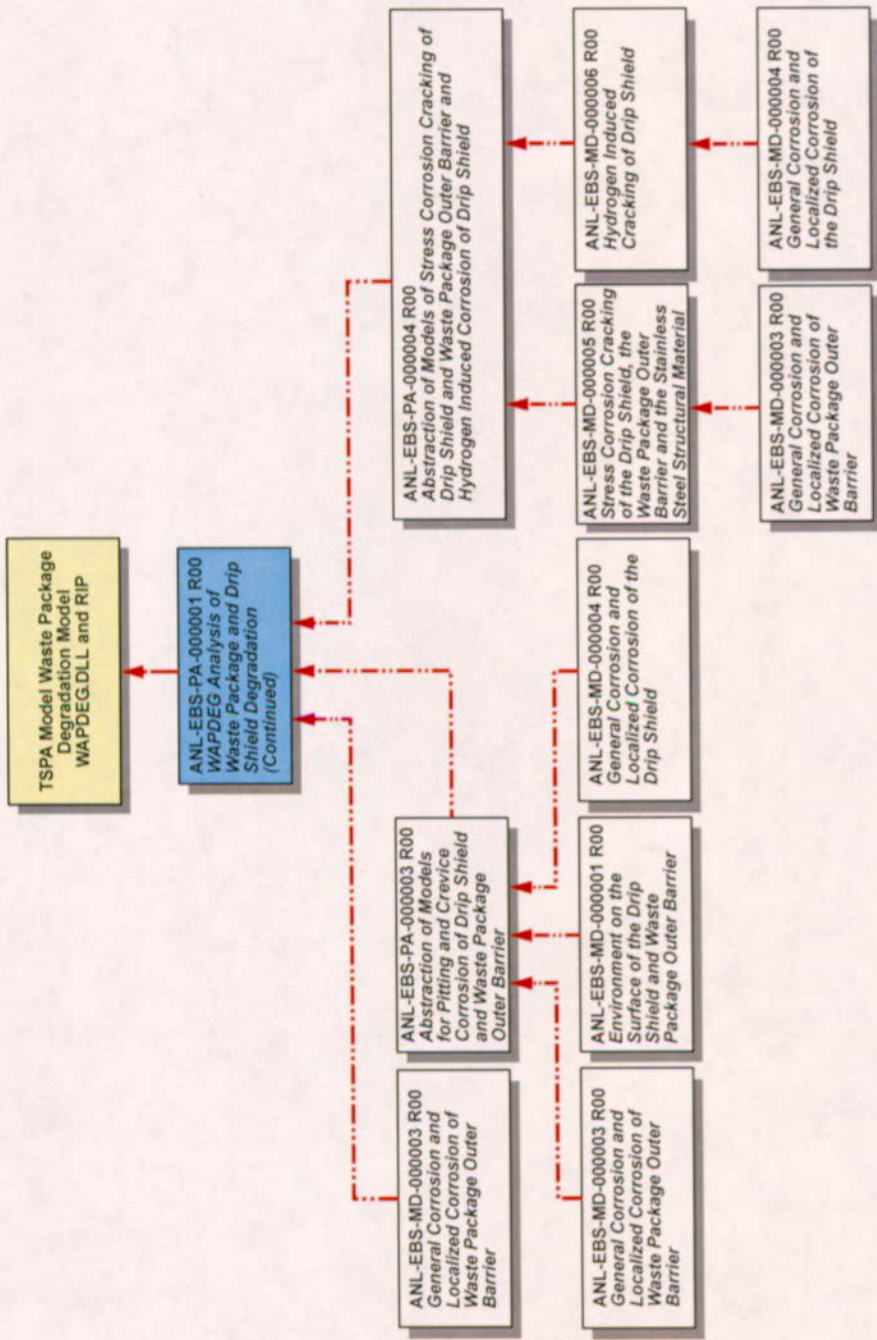 TSPA Model Waste Package
Degradation Model
WAPDEG.DLL and RIP
ANL-EBS-PA-000001 R00
WAPDEG Analysis of
Waste Package and Drip
Shield Degradation
(Continued)
ANL-EBS-MD-000003 R00
General Corrosion and
Localized Corrosion of
Waste Package Outer
Barrier
ANL-EBS-PA-000003 R00
Abstraction of Models
for Pitting and Crevice
Corrosion of Drip Shield
and Waste Package
Outer Barrier
ANL-EBS-PA-000004 R00
Abstraction of Models of Stress Corrosion Cracking of
Drip Shield and Waste Package Outer Barrier and
Hydrogen Induced Corrosion of Drip Shield
ANL-EBS-MD-000003 R00
General Corrosion and
Localized Corrosion of
Waste Package Outer
Barrier
ANL-EBS-MD-000001 R00
Environment on the
Surface of the Drip
Shield and Waste
Package Outer Barrier
ANL-EBS-MD-000004 R00
General Corrosion and
Localized Corrosion of the
Drip Shield
ANL-EBS-MD-000005 R00
Stress Corrosion Cracking
of the Drip Shield, the
Waste Package Outer
Barrier and the Stainless
Steel Structural Material
ANL-EBS-MD-000006 R00
Hydrogen Induced
Cracking of Drip Shield
ANL-EBS-MD-000003 R00
General Corrosion and
Localized Corrosion of
Waste Package Outer
Barrier
ANL-EBS-MD-000004 R00
General Corrosion and
Localized Corrosion of
the Drip Shield